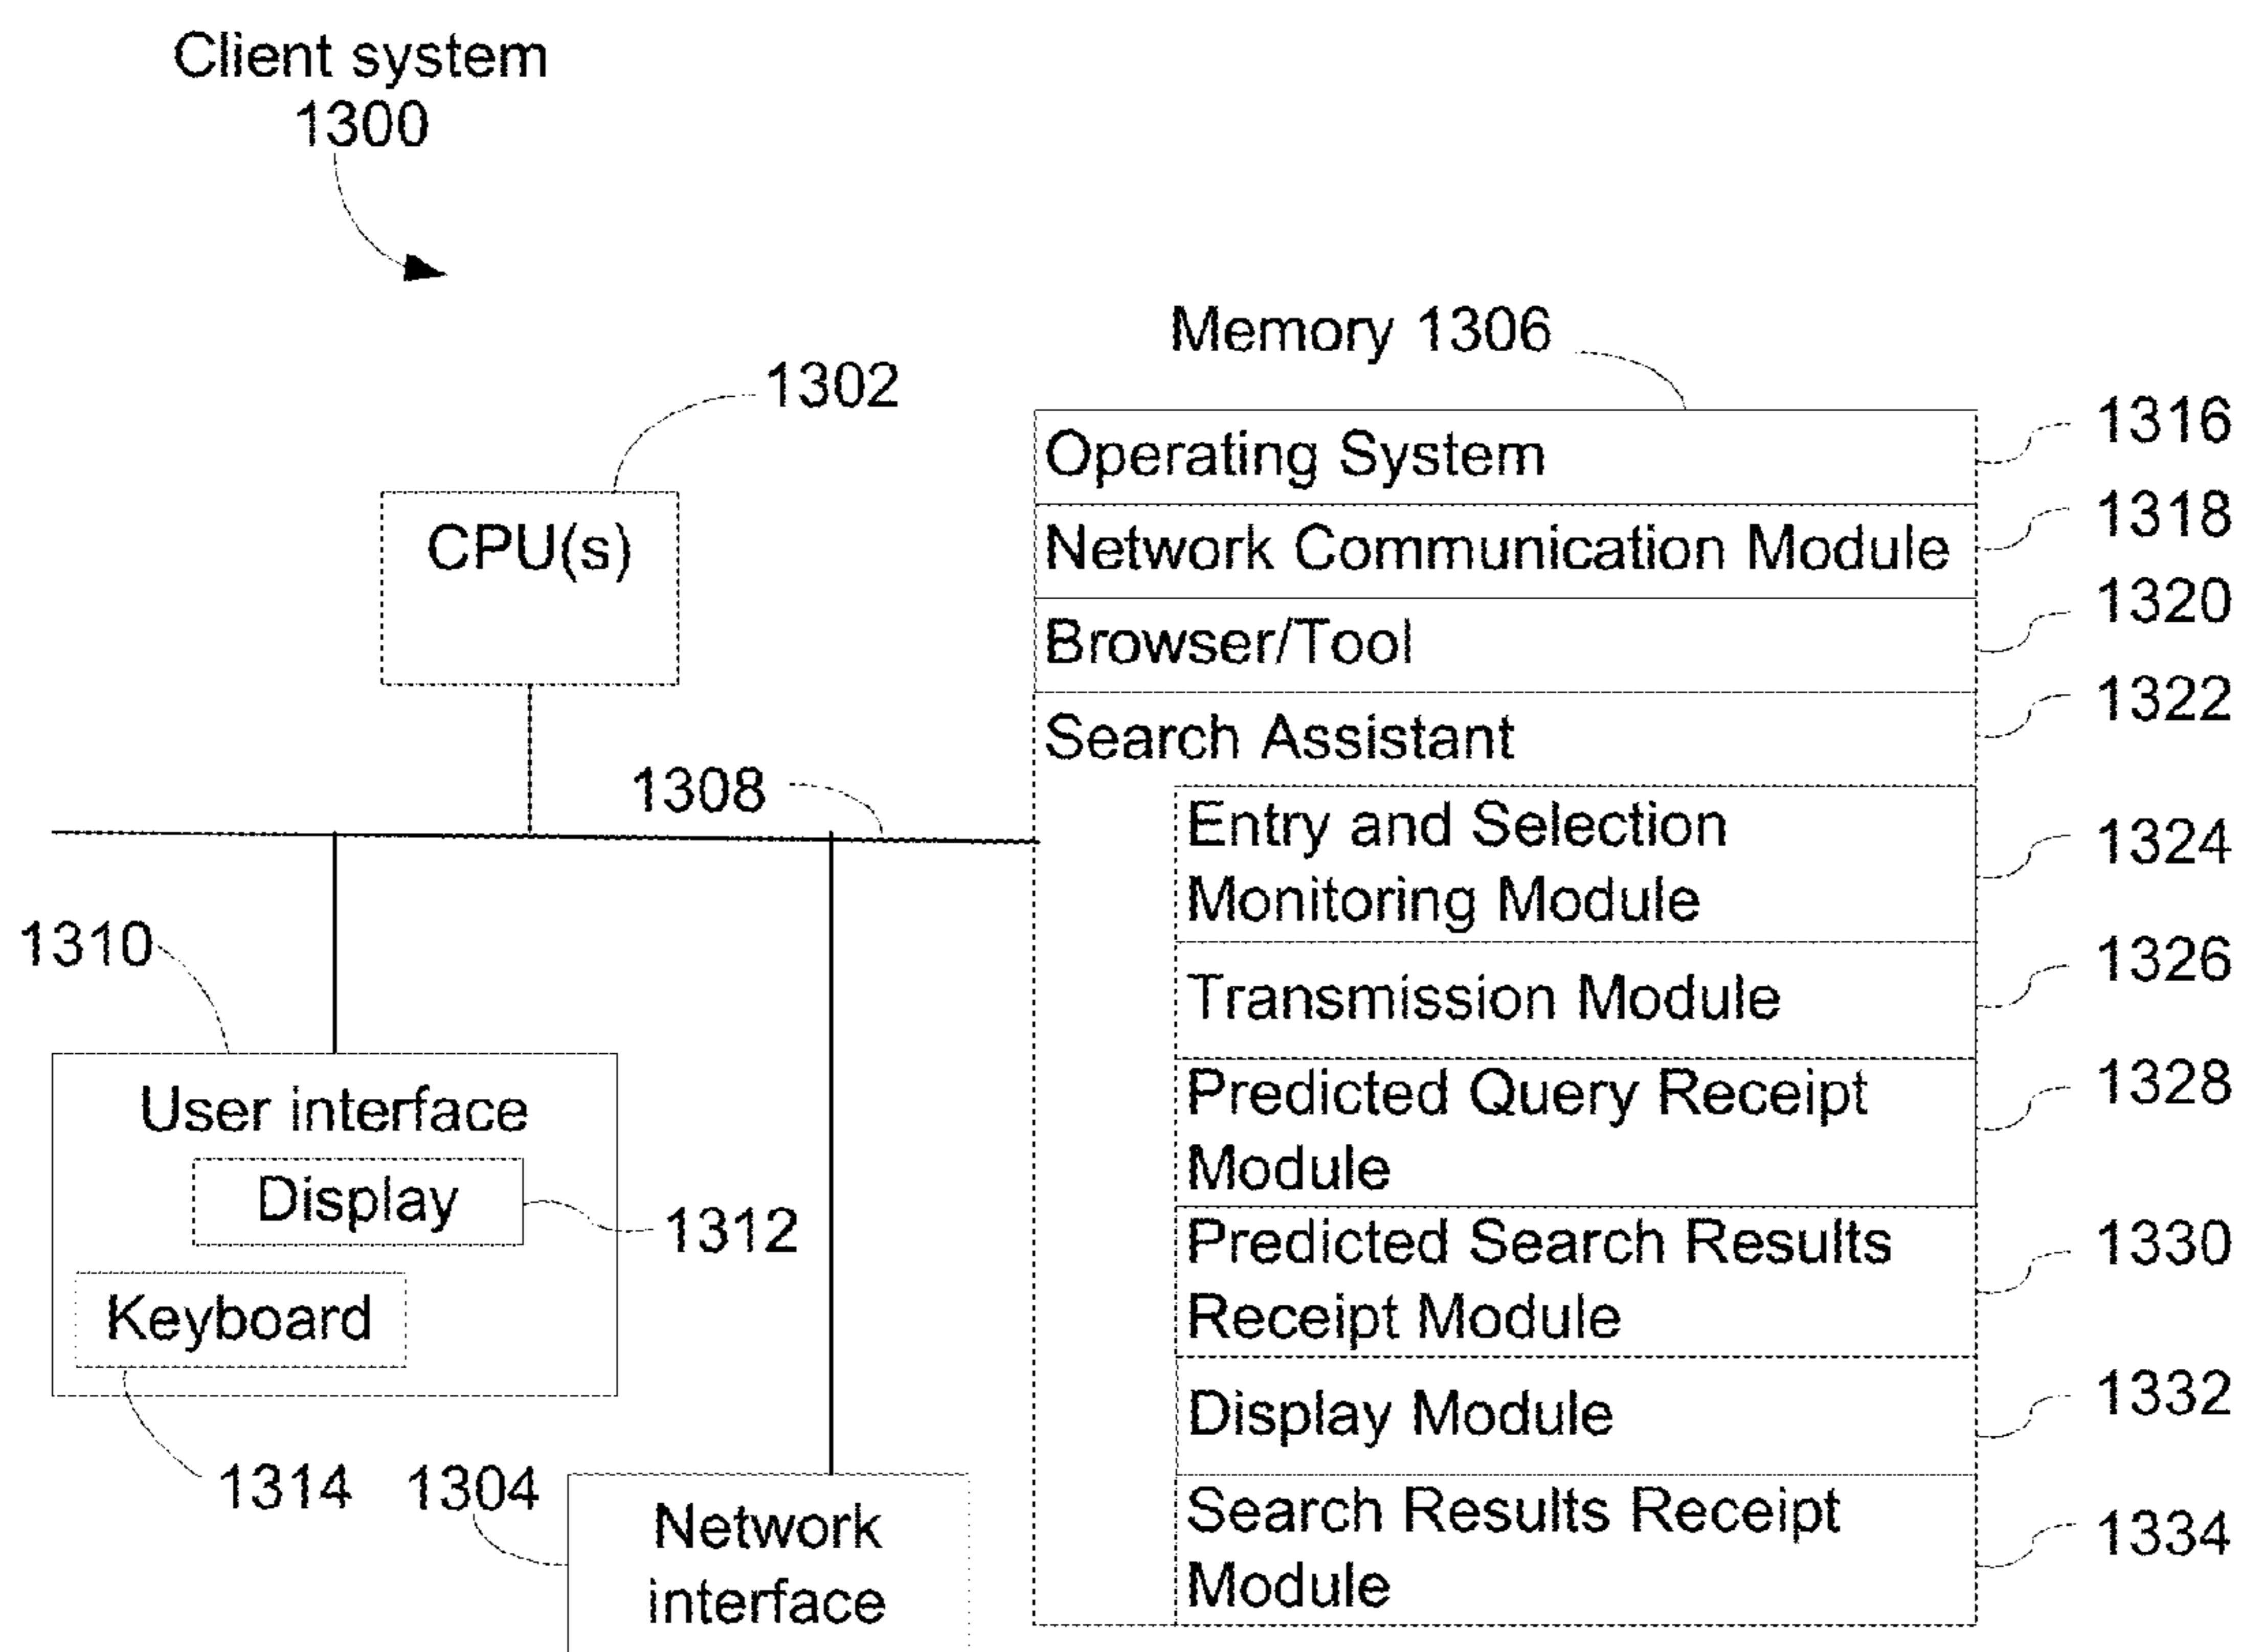 Client system
1300
Memory 1306
1302
CPU(s)
1308
1310
User interface
Display
1312
Keyboard
1314
1304
Network
interface
Operating System
1316
Network Communication Module
1318
Browser/Tool
1320
Search Assistant
1322
Entry and Selection
Monitoring Module
1324
Transmission Module
1326
Predicted Query Receipt
Module
1328
Predicted Search Results
Receipt Module
1330
Display Module
1332
Search Results Receipt
Module
1334